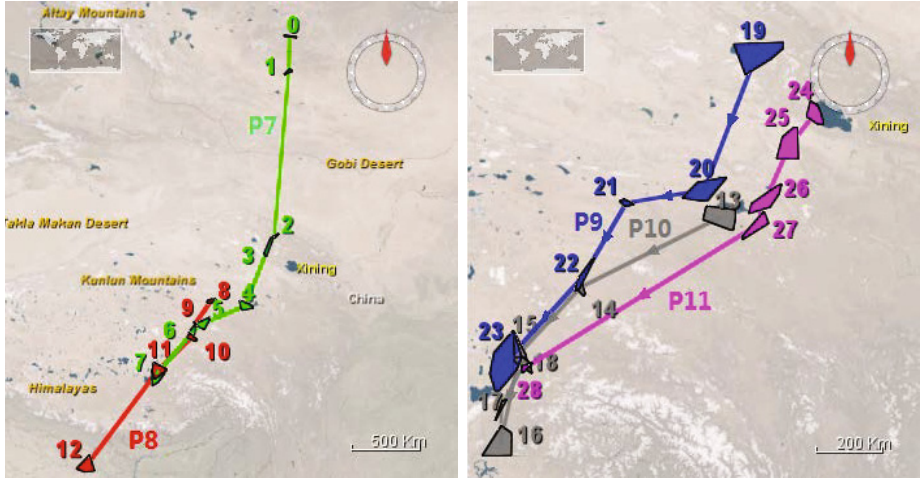 Altay Mountains
0
1
P7
Gobi Desert
Takla Makan Desert
2
3
Xining
Kunlun Mountains
8
4
China
9
5
6
10
11
7
Himalayas
P8
12
500 Km
19
24
25
Xining
20
26
21
13
P9
P10
27
22
14
P11
15
23
18
28
17
16
200 Km